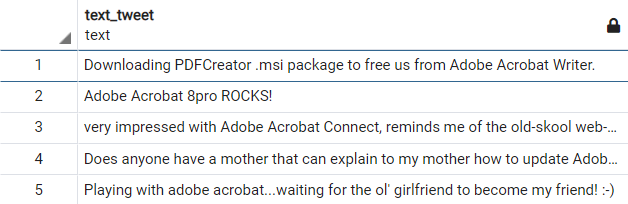 text_tweet
text
1 Downloading PDFCreator .msi package to free us from Adobe Acrobat Writer.
2 Adobe Acrobat 8pro ROCKS!
3 very impressed with Adobe Acrobat Connect, reminds me of the old-skool web-...
4 Does anyone have a mother that can explain to my mother how to update Adob...
5 Playing with adobe acrobat...waiting for the ol' girlfriend to become my friend! :-)